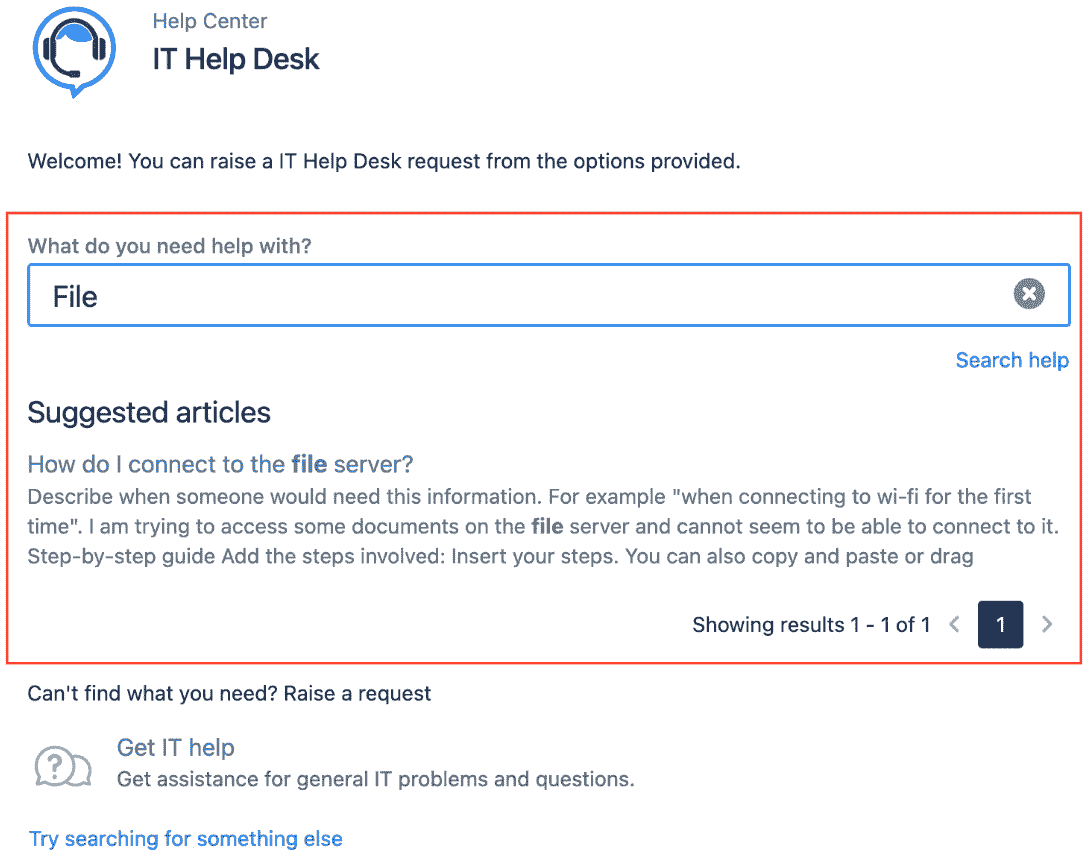 Help Center
IT Help Desk
Welcome! You can raise a IT Help Desk request from the options provided.
What do you need help with?
File
Search help
Suggested articles
How do I connect to the file server?
Describe when someone would need this information. For example "when connecting to wi-fi for the first
time". I am trying to access some documents on the file server and cannot seem to be able to connect to it.
Step-by-step guide Add the steps involved: Insert your steps. You can also copy and paste or drag
Showing results 1 - 1 of 1 < 1 >
Can't find what you need? Raise a request
Get IT help
Get assistance for general IT problems and questions.
Try searching for something else